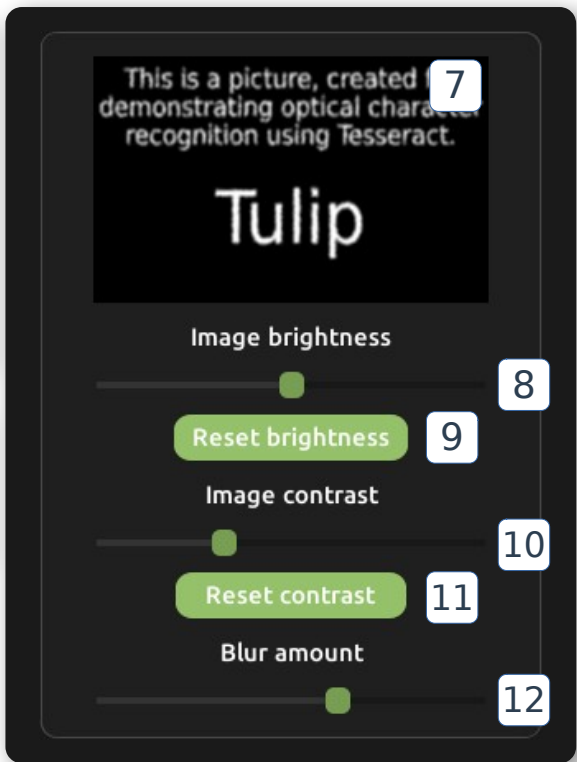 This is a picture, created
7
demonstrating optical character
recognition using Tesseract.
Tulip
Image brightness
8
Reset brightness
9
Image contrast
10
Reset contrast
11
Blur amount
12